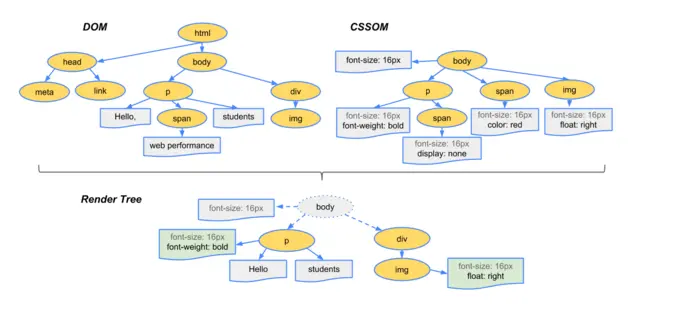 DOM
html
head
body
meta
link
p
div
Hello,
span
students
img
web performance
CSSOM
font-size: 16px
body
p
span
img
font-size: 16px
font-weight: bold
span
font-size: 16px
color: red
font-size: 16px
float: right
font-size: 16px
display: none
Render Tree
font-size: 16px
body
font-size: 16px
font-weight: bold
p
div
Hello
students
img
font-size: 16px
float: right